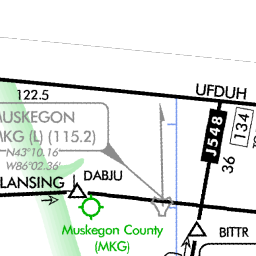 122.5
UFDUH
MUSKEGON
MKG (L) (115.2)
N43°10.16'
W86°02.36'
J548
134
36
LANSING
DABJU
Muskegon County
(MKG)
BITTR